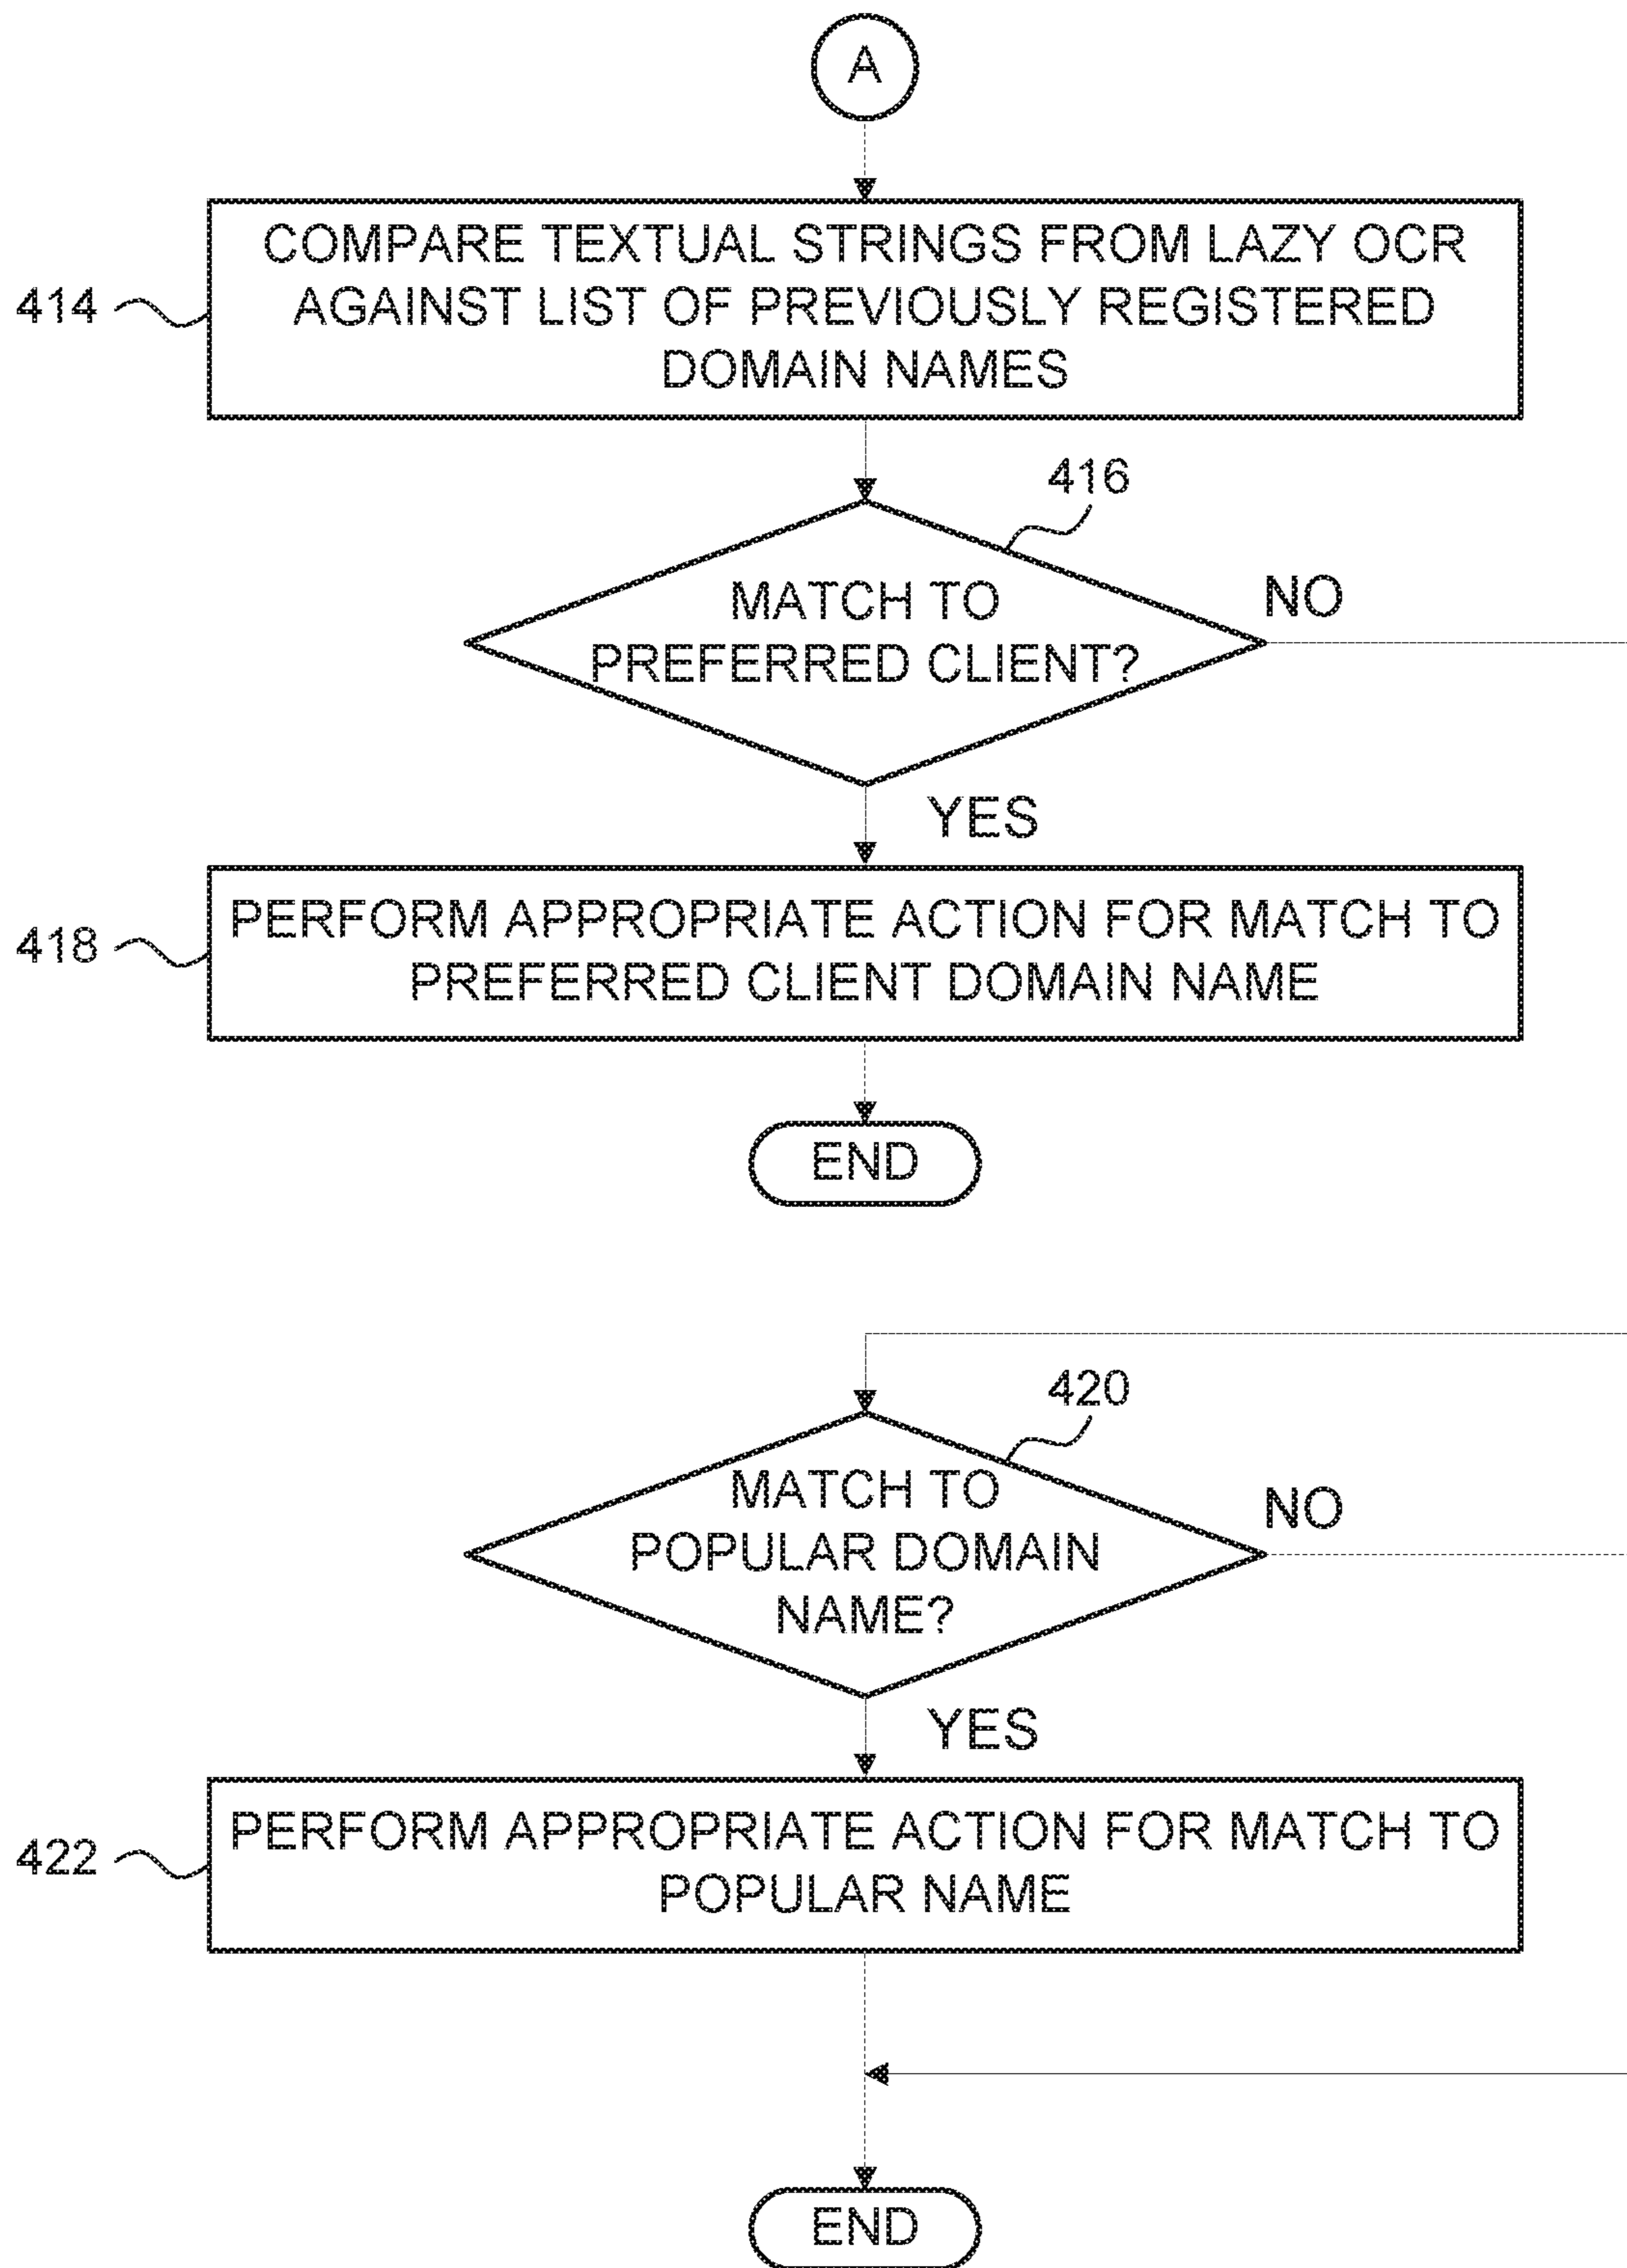 A
COMPARE TEXTUAL STRINGS FROM LAZY OCR
AGAINST LIST OF PREVIOUSLY REGISTERED
DOMAIN NAMES
414
416
MATCH TO
PREFERRED CLIENT?
NO
YES
PERFORM APPROPRIATE ACTION FOR MATCH TO
PREFERRED CLIENT DOMAIN NAME
418
END
420
MATCH TO
POPULAR DOMAIN
NAME?
NO
YES
PERFORM APPROPRIATE ACTION FOR MATCH TO
POPULAR NAME
422
END